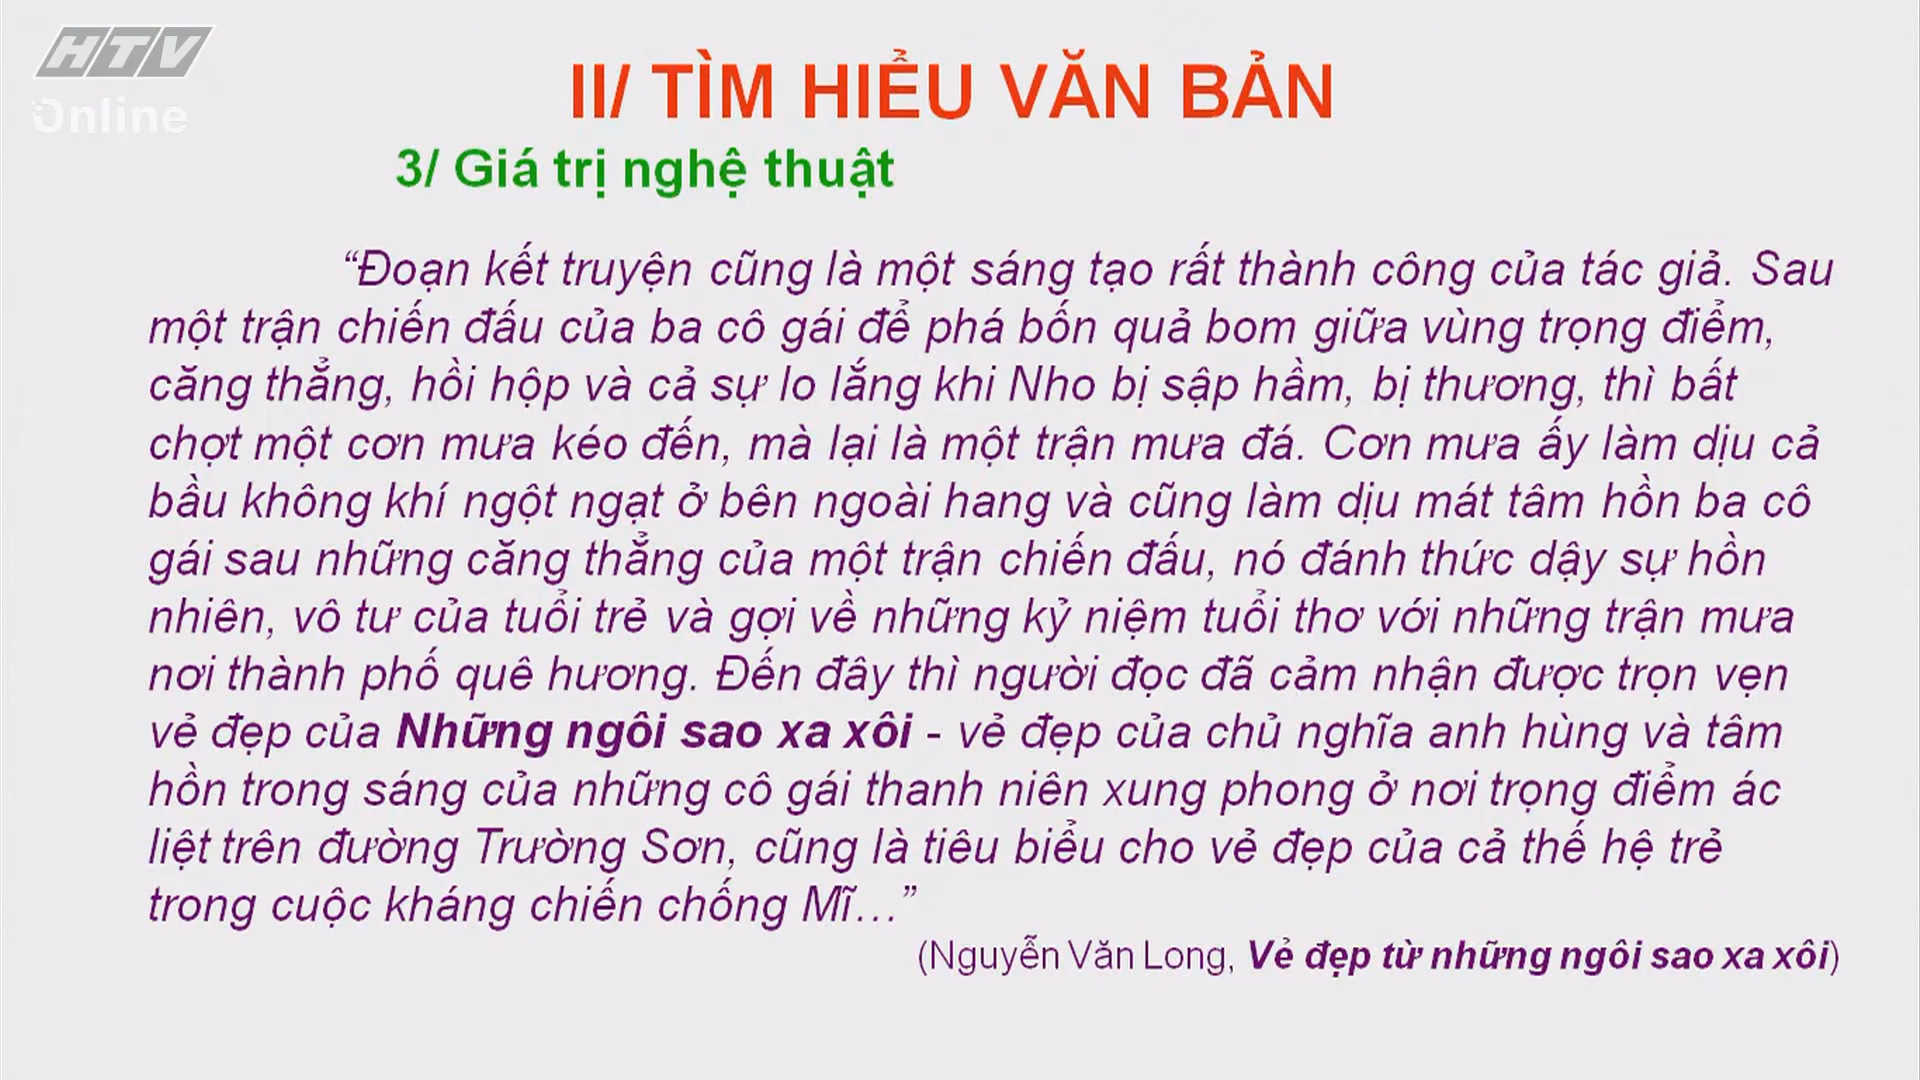 HTV
Online
II/ TÌM HIỂU VĂN BẢN
3/ Giá trị nghệ thuật
“Đoạn kết truyện cũng là một sáng tạo rất thành công của tác giả. Sau
một trận chiến đấu của ba cô gái để phá bốn quả bom giữa vùng trọng điểm,
căng thẳng, hồi hộp và cả sự lo lắng khi Nho bị sập hầm, bị thương, thì bất
chợt một cơn mưa kéo đến, mà lại là một trận mưa đá. Cơn mưa ấy làm dịu cả
bầu không khí ngột ngạt ở bên ngoài hang và cũng làm dịu mát tâm hồn ba cô
gái sau những căng thẳng của một trận chiến đấu, nó đánh thức dậy sự hồn
nhiên, vô tư của tuổi trẻ và gợi về những kỷ niệm tuổi thơ với những trận mưa
nơi thành phố quê hương. Đến đây thì người đọc đã cảm nhận được trọn vẹn
vẻ đẹp của Những ngôi sao xa xôi - vẻ đẹp của chủ nghĩa anh hùng và tâm
hồn trong sáng của những cô gái thanh niên xung phong ở nơi trọng điểm ác
liệt trên đường Trường Sơn, cũng là tiêu biểu cho vẻ đẹp của cả thế hệ trẻ
trong cuộc kháng chiến chống Mĩ...”
(Nguyễn Văn Long, Vẻ đẹp từ những ngôi sao xa xôi)